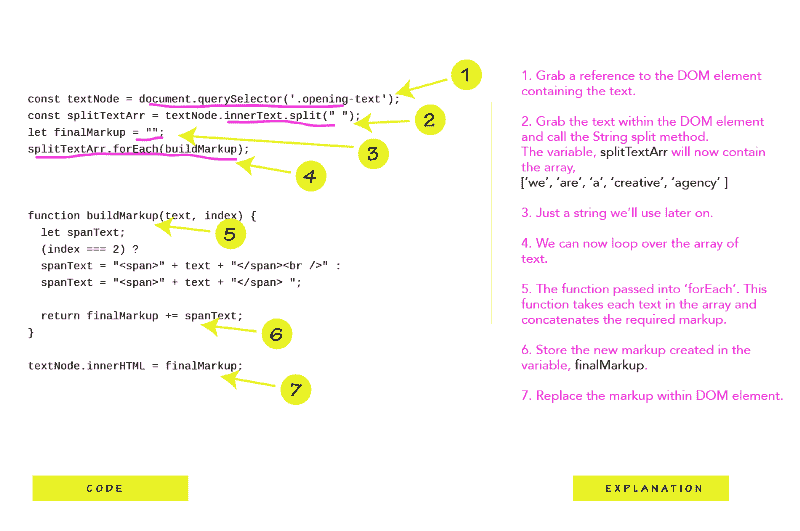 const textNode = document.querySelector('.opening-text');
const splitTextArr = textNode.innerText.split(" ");
let finalMarkup = "";
splitTextArr.forEach(buildMarkup);
function buildMarkup(text, index) {
let spanText;
(index === 2) ?
spanText = "<span>" + text + "</span><br />" :
spanText = "<span>" + text + "</span> ";
return finalMarkup += spanText;
}
textNode.innerHTML = finalMarkup;
1
2
3
4
5
6
7
1. Grab a reference to the DOM element
containing the text.
2. Grab the text within the DOM element
and call the String split method.
The variable, splitTextArr will now contain
the array,
[‘we’, ‘are’, ‘a’, ‘creative’, ‘agency’ ]
3. Just a string we’ll use later on.
4. We can now loop over the array of
text.
5. The function passed into ‘forEach’. This
function takes each text in the array and
concatenates the required markup.
6. Store the new markup created in the
variable, finalMarkup.
7. Replace the markup within DOM element.
CODE
EXPLANATION